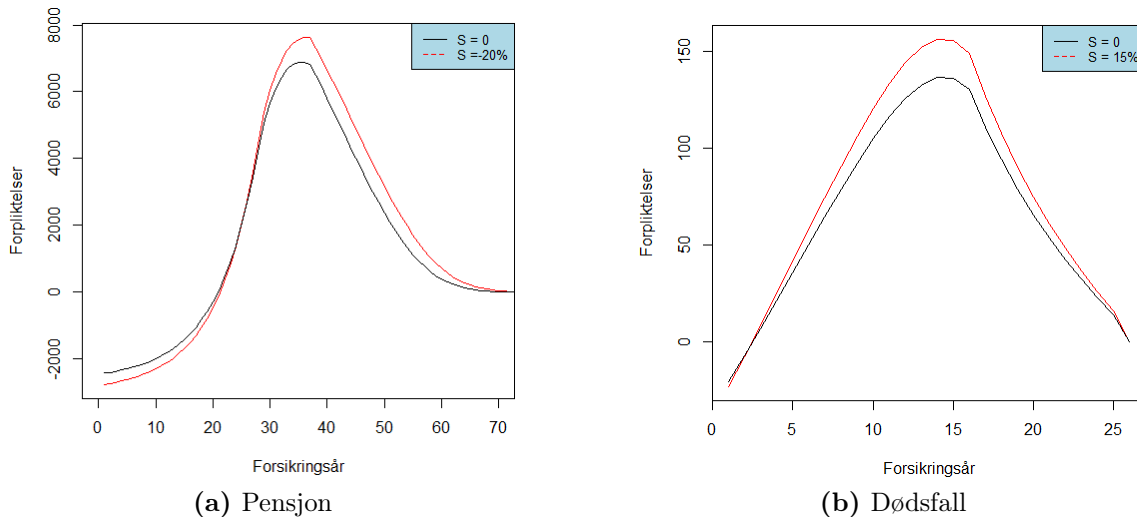 8000
6000
4000
2000
0
-2000
Forpliktelser
S = 0
S =-20%
0 10 20 30 40 50 60 70
Forsikringsår
(a) Pensjon
150
100
50
0
Forpliktelser
S = 0
S = 15%
0 5 10 15 20 25
Forsikringsår
(b) Dødsfall